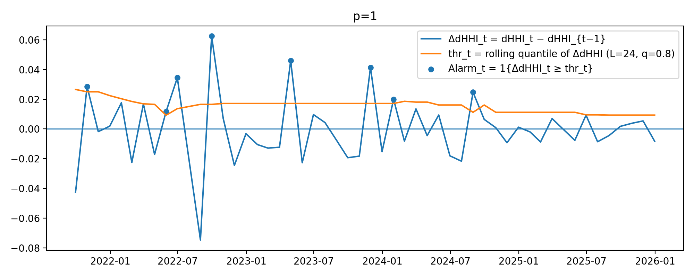 p=1
ΔdHHI_t = dHHI_t − dHHI_{t−1}
thr_t = rolling quantile of ΔdHHI (L=24, q=0.8)
Alarm_t = 1{ΔdHHI_t ≥ thr_t}
0.06
0.04
0.02
0.00
−0.02
−0.04
−0.06
−0.08
2022-01 2022-07 2023-01 2023-07 2024-01 2024-07 2025-01 2025-07 2026-01